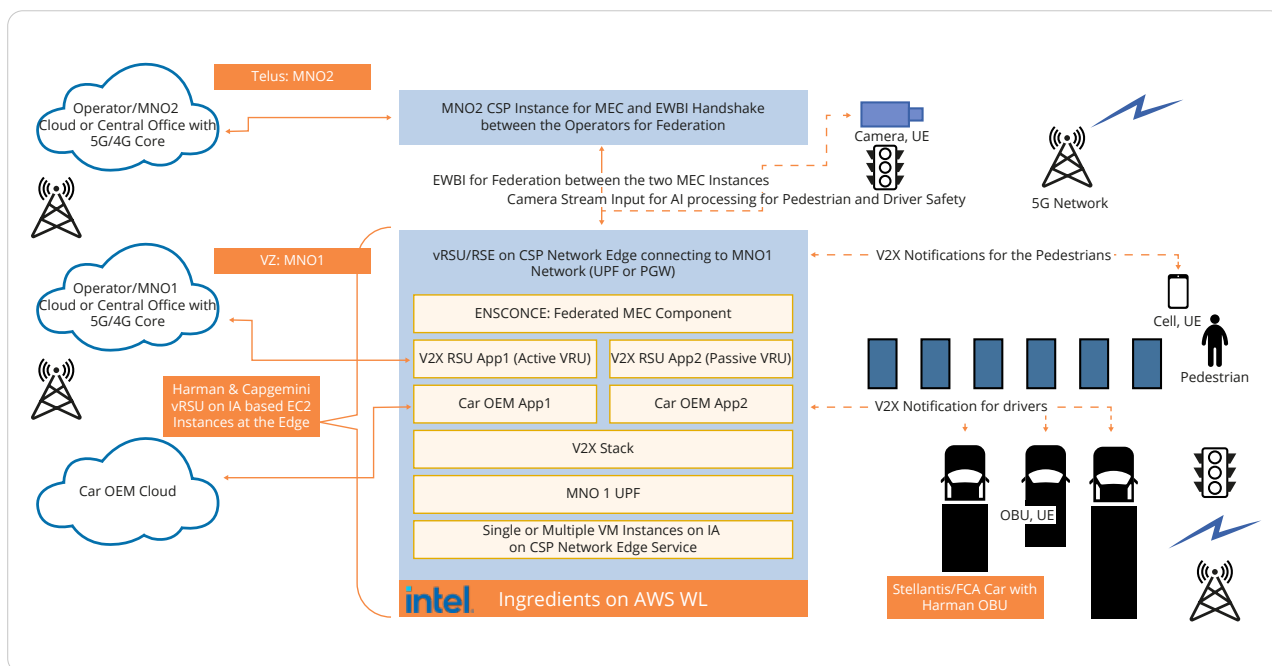 Telus: MNO2
Operator/MNO2
Cloud or Central Office with
5G/4G Core
MNO2 CSP Instance for MEC and EWBI Handshake
between the Operators for Federation
Camera, UE
5G Network
EWBI for Federation between the two MEC Instances
Camera Stream Input for AI processing for Pedestrian and Driver Safety
VZ: MNO1
Operator/MNO1
Cloud or Central Office with
5G/4G Core
vRSU/RSE on CSP Network Edge connecting to MNO1
Network (UPF or PGW)
V2X Notifications for the Pedestrians
Cell, UE
Pedestrian
ENSCONCE: Federated MEC Component
V2X RSU App1 (Active VRU)
V2X RSU App2 (Passive VRU)
Harman & Capgemini
vRSU on IA based EC2
Instances at the Edge
Car OEM App1
Car OEM App2
V2X Notification for drivers
V2X Stack
Car OEM Cloud
MNO 1 UPF
OBU, UE
Single or Multiple VM Instances on IA
on CSP Network Edge Service
intel.
Ingredients on AWS WL
Stellantis/FCA Car with
Harman OBU